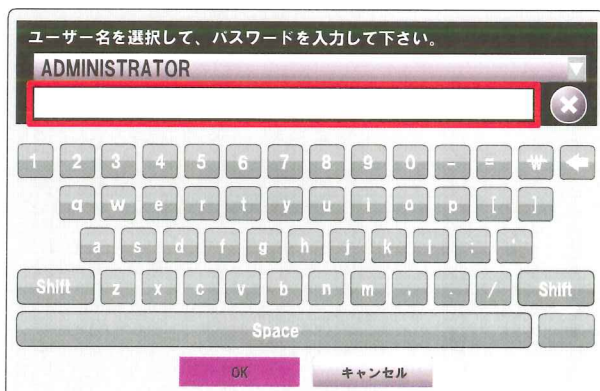 ユーザー名を選択して、パスワードを入力して下さい。
ADMINISTRATOR
1 2 3 4 5 6 7 8 9 0 - = ₩
q w e r t y u i o p [ ]
a s d f g h j k l ; '
Shift z x c v b n m , . / Shift
Space
OK キャンセル